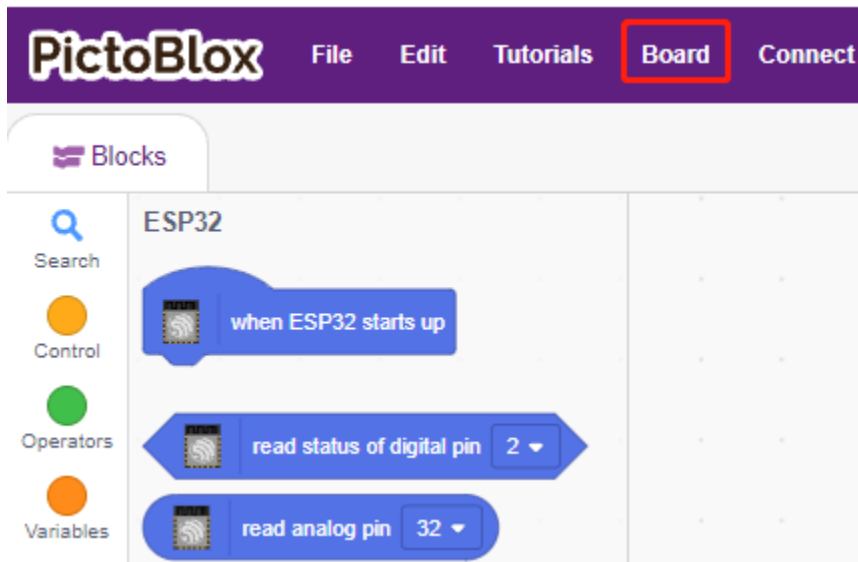 PictoBlox File Edit Tutorials Board Connect
Blocks
Search
Control
Operators
Variables
ESP32
when ESP32 starts up
read status of digital pin 2
read analog pin 32